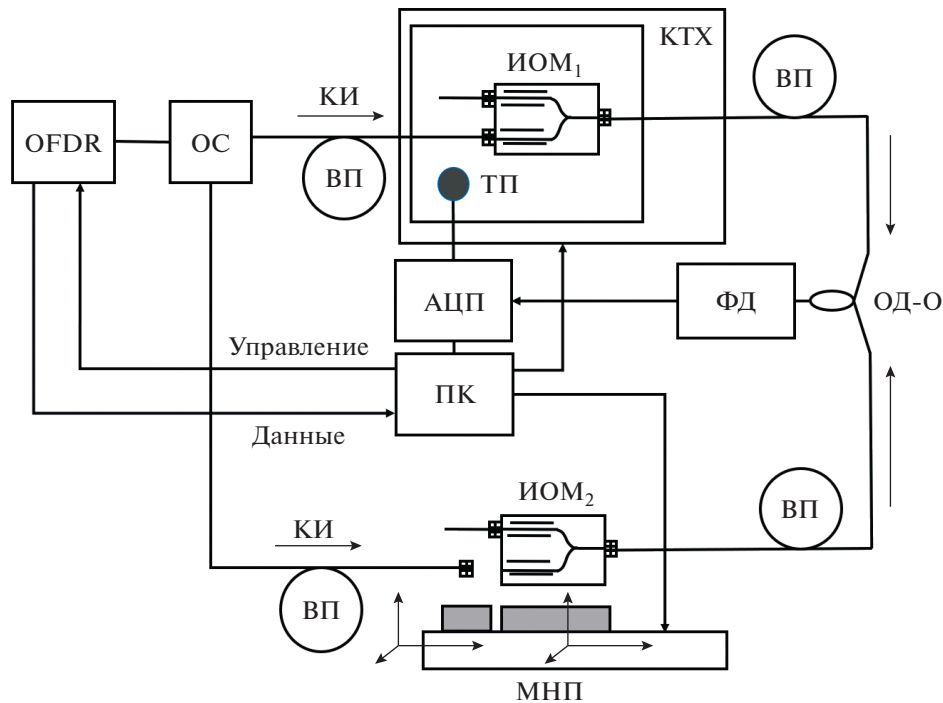 КТХ
ИОМ₁
ВП
КИ
OFDR
ОС
ВП
ТП
АЦП
ФД
ОД-О
Управление
ПК
Данные
ИОМ₂
ВП
КИ
ВП
МНП